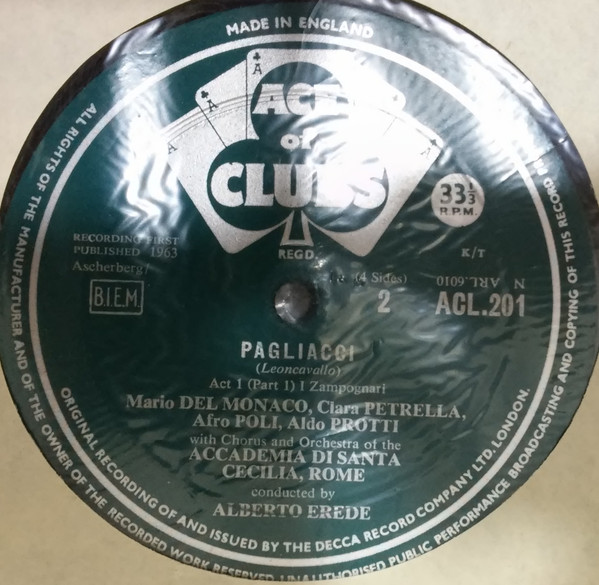 MADE IN ENGLAND
A
A
ACE
of
CLUBS
REGD.
33 1/3
R.P.M.
K/T
RECORDING FIRST
PUBLISHED 1963
Ascherberg
B.I.E.M.
(4 Sides)
2
N ARL.6010
ACL.201
PAGLIACCI
(Leoncavallo)
Act 1 (Part 1) I Zampognari
Mario DEL MONACO, Clara PETRELLA,
Afro POLI, Aldo PROTTI
with Chorus and Orchestra of the
ACCADEMIA DI SANTA
CECILIA, ROME
conducted by
ALBERTO EREDE
ORIGINAL RECORDING OF AND ISSUED BY THE DECCA RECORD COMPANY LTD. LONDON.
ALL RIGHTS OF THE MANUFACTURER AND OF THE OWNER OF THE RECORDED WORK RESERVED UNAUTHORISED PUBLIC PERFORMANCE BROADCASTING AND COPYING OF THIS RECORD